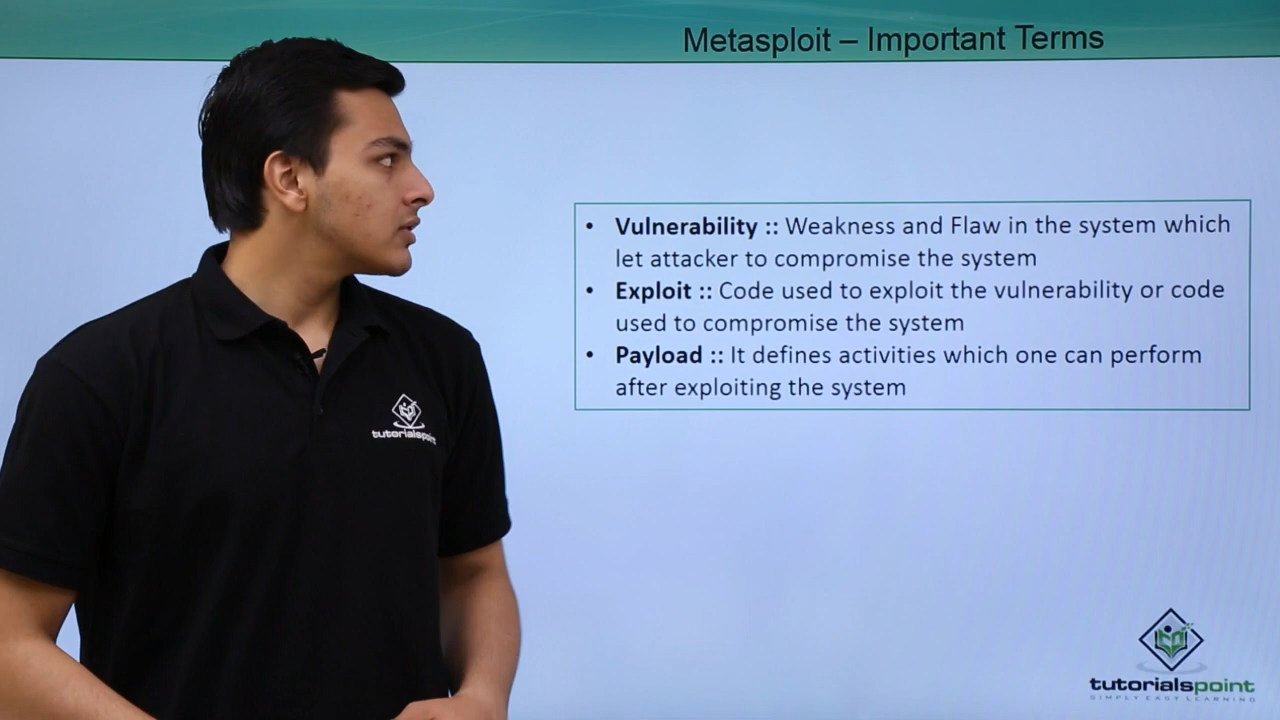 Metasploit – Important Terms
• Vulnerability :: Weakness and Flaw in the system which
let attacker to compromise the system
• Exploit :: Code used to exploit the vulnerability or code
used to compromise the system
• Payload :: It defines activities which one can perform
after exploiting the system
tutorialspoint
tutorialspoint
SIMPLY EASY LEARNING